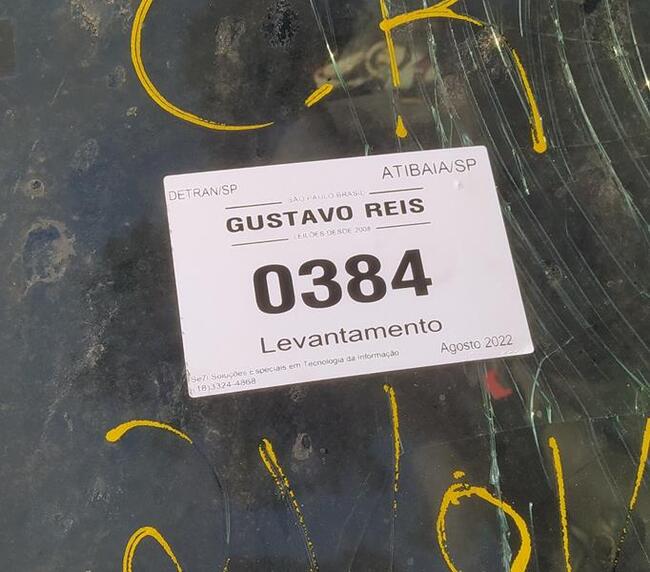 C.R.
DETRAN/SP
ATIBAIA/SP
SÃO PAULO BRASIL
GUSTAVO REIS
LEILÕES DESDE 2008
0384
Levantamento
Agosto 2022
Se7i Soluções Especiais em Tecnologia da Informação
(18)3324-4868